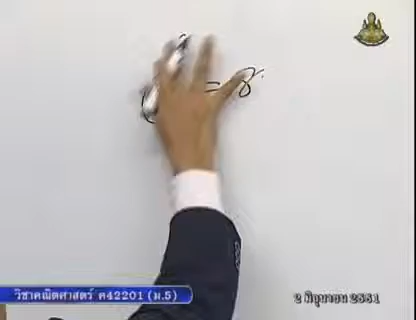 = 8
วิชาคณิตศาสตร์ ค42201 (ม.5)
2 มิถุนายน 2551